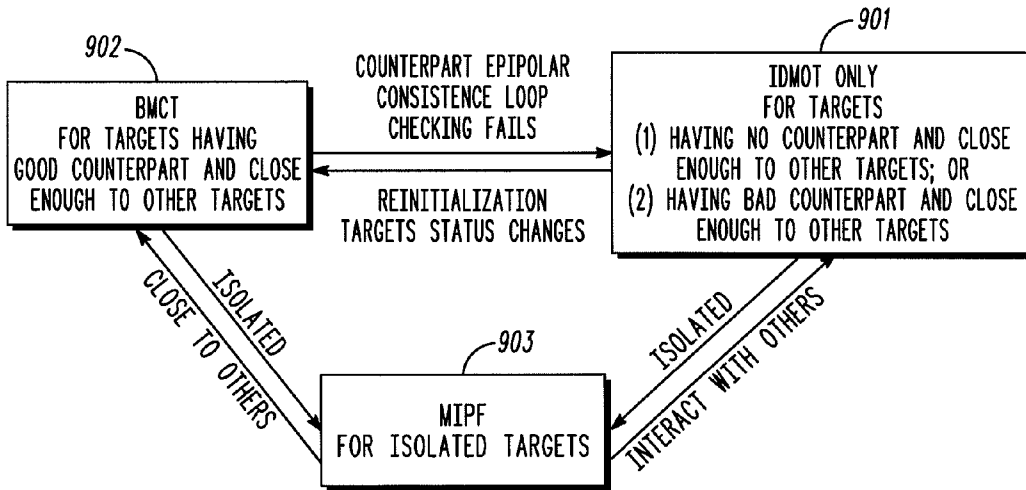 902
BMCT
FOR TARGETS HAVING
GOOD COUNTERPART AND CLOSE
ENOUGH TO OTHER TARGETS
COUNTERPART EPIPOLAR
CONSISTENCE LOOP
CHECKING FAILS
REINITIALIZATION
TARGETS STATUS CHANGES
901
IDMOT ONLY
FOR TARGETS
(1) HAVING NO COUNTERPART AND CLOSE
ENOUGH TO OTHER TARGETS; OR
(2) HAVING BAD COUNTERPART AND CLOSE
ENOUGH TO OTHER TARGETS
ISOLATED
CLOSE TO OTHERS
ISOLATED
INTERACT WITH OTHERS
903
MIPF
FOR ISOLATED TARGETS